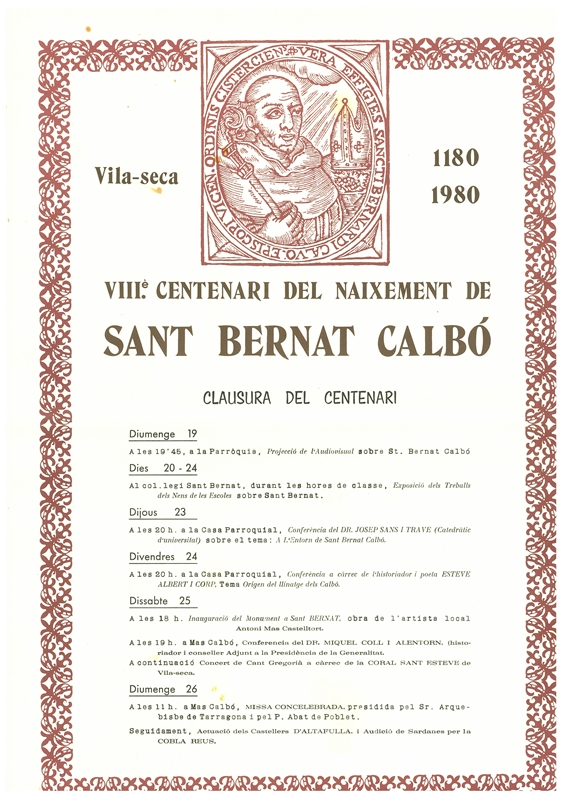 ORDINIS CISTERCIEN. VERA EFFIGIES SANCTI BERNARDI CALVO. EPISCOPI VICEN.
Vila-seca
1180
1980
VIIIè. CENTENARI DEL NAIXEMENT DE
SANT BERNAT CALBÓ
CLAUSURA DEL CENTENARI
Diumenge 19
A les 19'45, a la Parròquis, Projecció de l'Audiovisual sobre St. Bernat Calbó
Dies 20 - 24
Al col.legi Sant Bernat, durant les hores de classe, Exposició dels Treballs
dels Nens de les Escoles sobre Sant Bernat.
Dijous 23
A les 20 h. a la Casa Parroquial, Conferència del DR. JOSEP SANS I TRAVE (Catedràtic
d'universitat) sobre el tema: A L'Entorn de Sant Bernat Calbó.
Divendres 24
A les 20 h. a la Casa Parroquial, Conferència a càrrec de l'historiador i poeta ESTEVE
ALBERT I CORP. Tema Origen del llinatge dels Calbó.
Dissabte 25
A les 18 h. Inauguració del Monument a Sant BERNAT, obra de l'artists local
Antoni Mas Castelltort.
A les 19 h. a Mas Calbó, Conferencis del DR. MIQUEL COLL I ALENTORN. (histo-
riador i conseller Adjunt a la Presidència de la Generalitat.
A continuació Concert de Cant Gregorià a càrrec de la CORAL SANT ESTEVE de
Vila-seca.
Diumenge 26
A les 11 h. a Mas Calbó, MISSA CONCELEBRADA. presidida pel Sr. Arque-
bisbe de Tarragona i pel P. Abat de Poblet.
Seguidament, Actuació dels Castellers D'ALTAFULLA. i Audició de Sardanes per la
COBLA REUS.